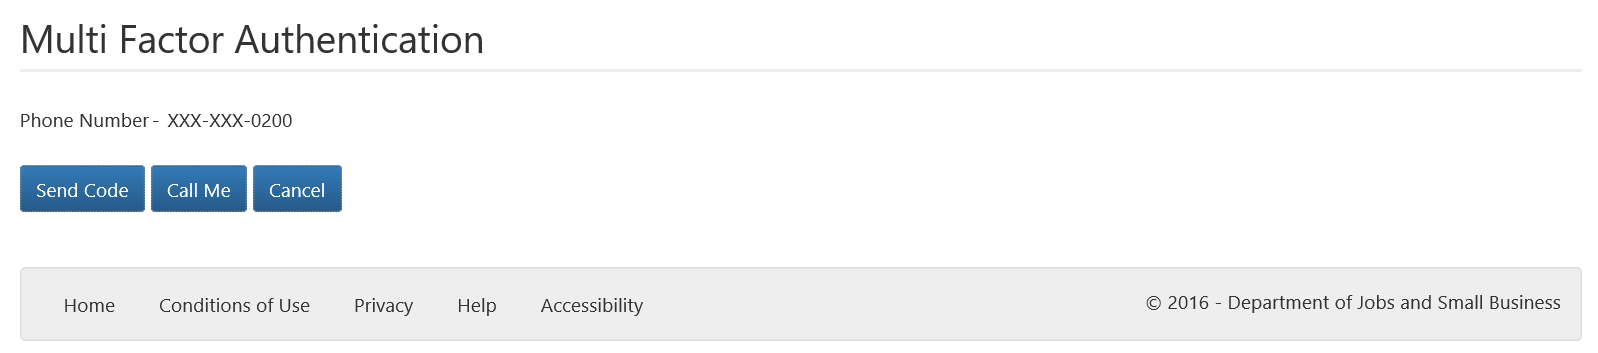 Multi Factor Authentication
Phone Number - XXX-XXX-0200
Send Code Call Me Cancel
Home Conditions of Use Privacy Help Accessibility © 2016 - Department of Jobs and Small Business